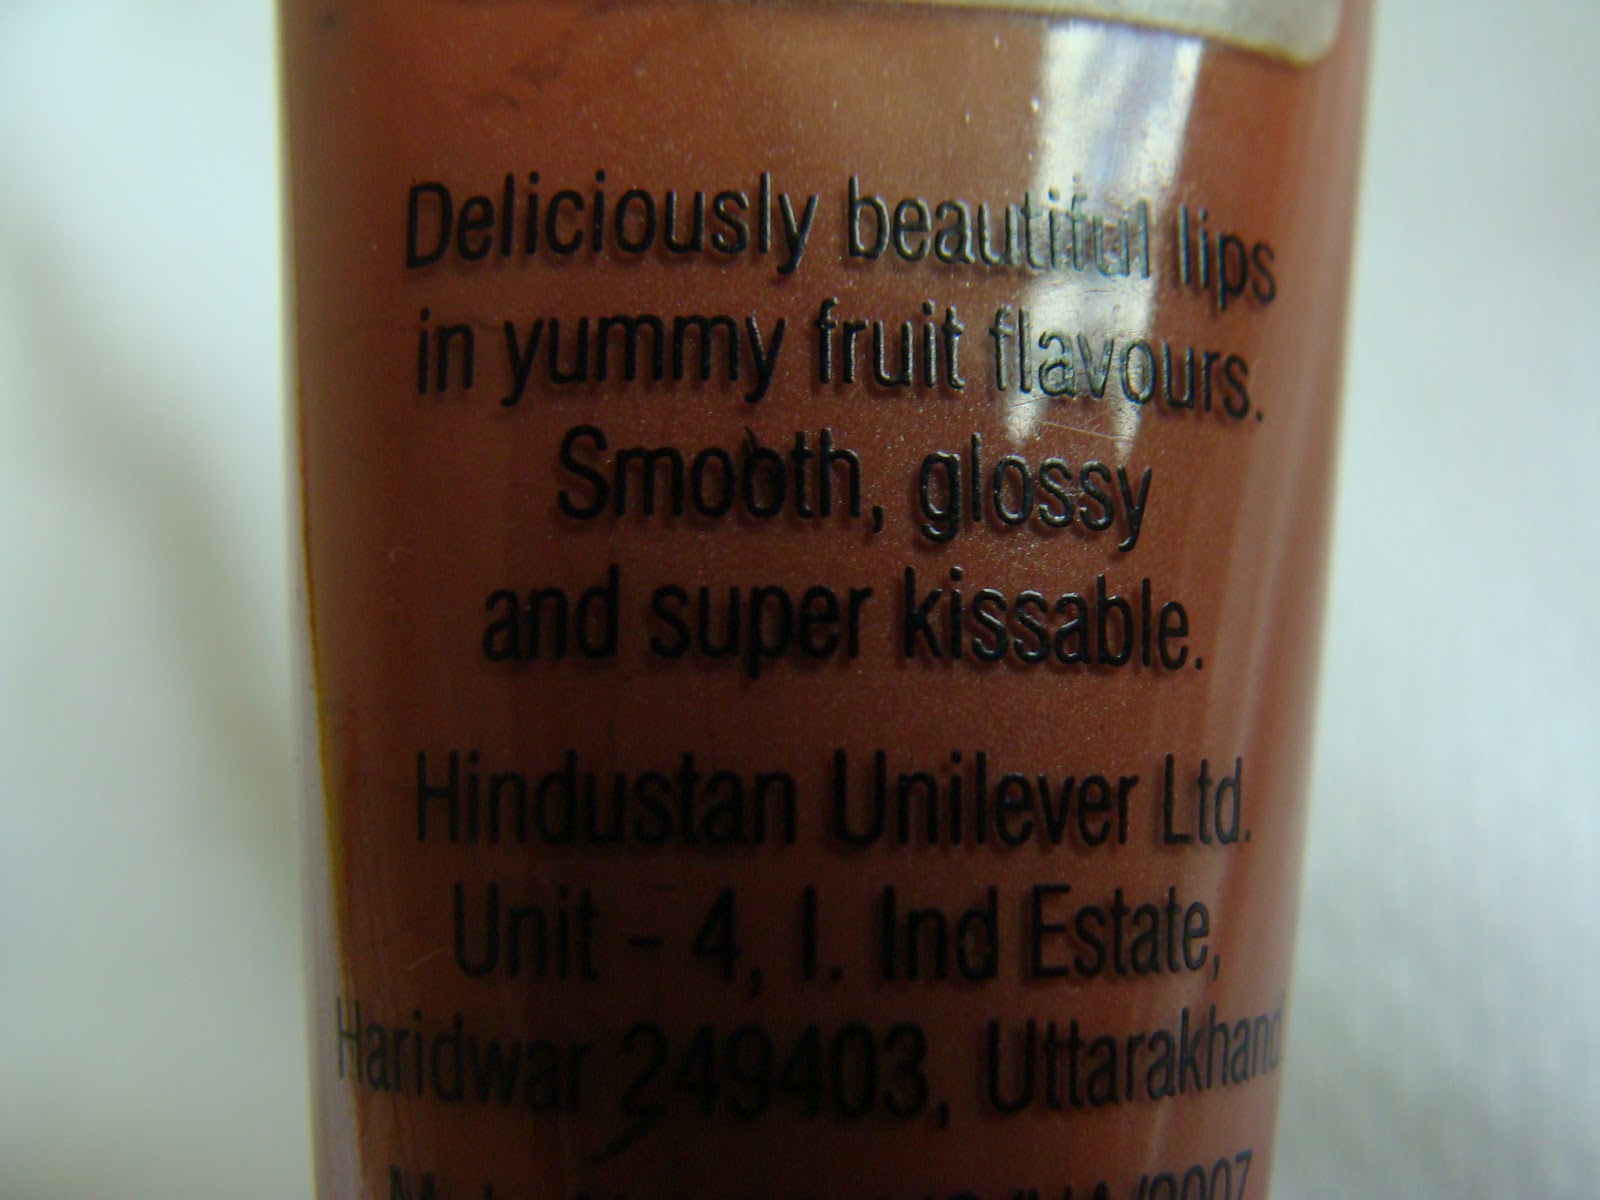 Deliciously beautiful lips
in yummy fruit flavours.
Smooth, glossy
and super kissable.
Hindustan Unilever Ltd.
Unit - 4, I. Ind Estate,
Haridwar 249403, Uttarakhand